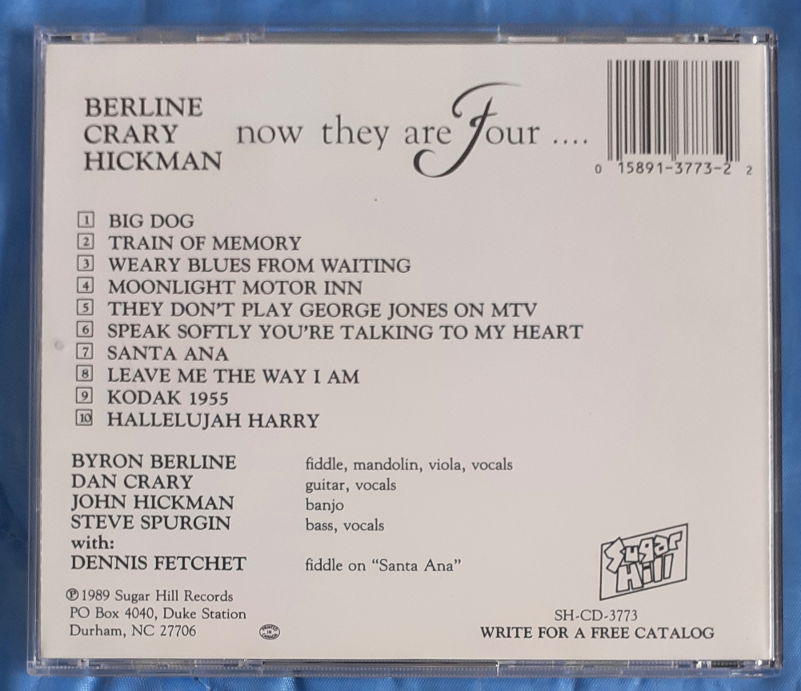 BERLINE
CRARY
HICKMAN
now they are Four ....
0 15891-3773-2 2
1 BIG DOG
2 TRAIN OF MEMORY
3 WEARY BLUES FROM WAITING
4 MOONLIGHT MOTOR INN
5 THEY DON'T PLAY GEORGE JONES ON MTV
6 SPEAK SOFTLY YOU'RE TALKING TO MY HEART
7 SANTA ANA
8 LEAVE ME THE WAY I AM
9 KODAK 1955
10 HALLELUJAH HARRY
BYRON BERLINE fiddle, mandolin, viola, vocals
DAN CRARY guitar, vocals
JOHN HICKMAN banjo
STEVE SPURGIN bass, vocals
with:
DENNIS FETCHET fiddle on “Santa Ana”
℗1989 Sugar Hill Records
PO Box 4040, Duke Station
Durham, NC 27706
Sugar
Hill
SH-CD-3773
WRITE FOR A FREE CATALOG